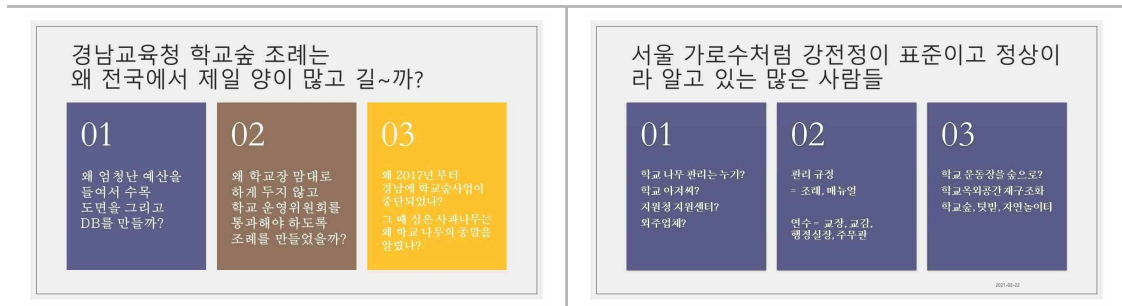 경남교육청 학교숲 조례는
왜 전국에서 제일 양이 많고 길~까?
01
왜 엄청난 예산을
들여서 수목
도면을 그리고
DB를 만들까?
02
왜 학교장 맘대로
하게 두지 않고
학교 운영위원회를
통과해야 하도록
조례를 만들었을까?
03
왜 2017년 부터
경남에 학교숲사업이
중단되었나?
그 때 심은 사과나무는
왜 학교 나무의 종말을
알렸나?
서울 가로수처럼 강전정이 표준이고 정상이
라 알고 있는 많은 사람들
01
학교 나무 관리는 누가?
학교 아저씨?
지원청 지원센터?
외주업체?
02
관리 규정
= 조례, 매뉴얼
연수 = 교장, 교감,
행정실장, 주무관
03
학교 운동장을 숲으로?
학교옥외공간 재구조화
학교숲, 텃밭, 자연놀이터
2021-02-22